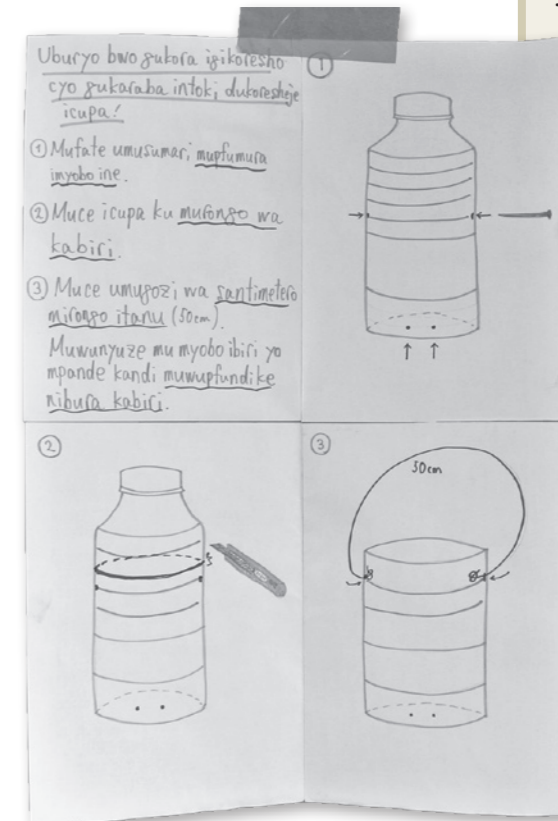 Uburyo bwo gukora igikoresho
cyo gukaraba intoki dukoresheje
icupa!
① Mufate umusumari mupfumura
imyobo ine.
② Muce icupa ku murongo wa
kabiri.
③ Muce umugozi wa santimetero
mirongo itanu (50cm).
Muwunyuze mu myobo ibiri yo
mpande kandi muwupfundike
nibura kabiri.
①
②
③
50cm